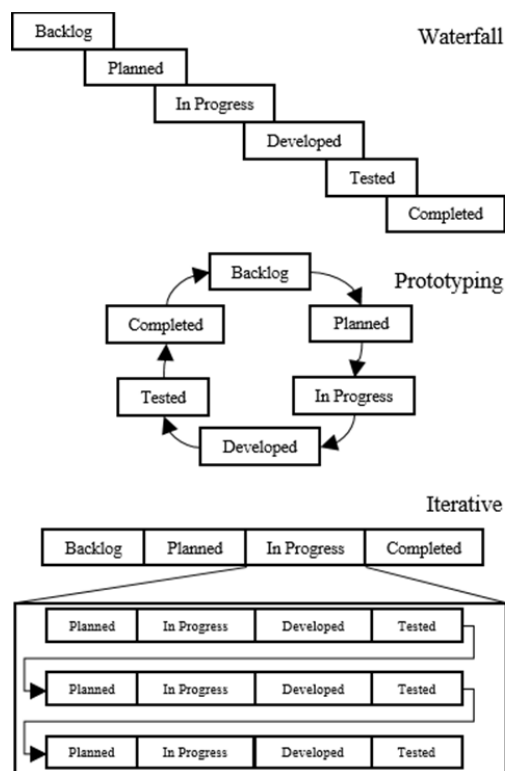 Waterfall
Backlog
Planned
In Progress
Developed
Tested
Completed
Prototyping
Backlog
Planned
In Progress
Developed
Tested
Completed
Iterative
Backlog Planned In Progress Completed
Planned In Progress Developed Tested
Planned In Progress Developed Tested
Planned In Progress Developed Tested